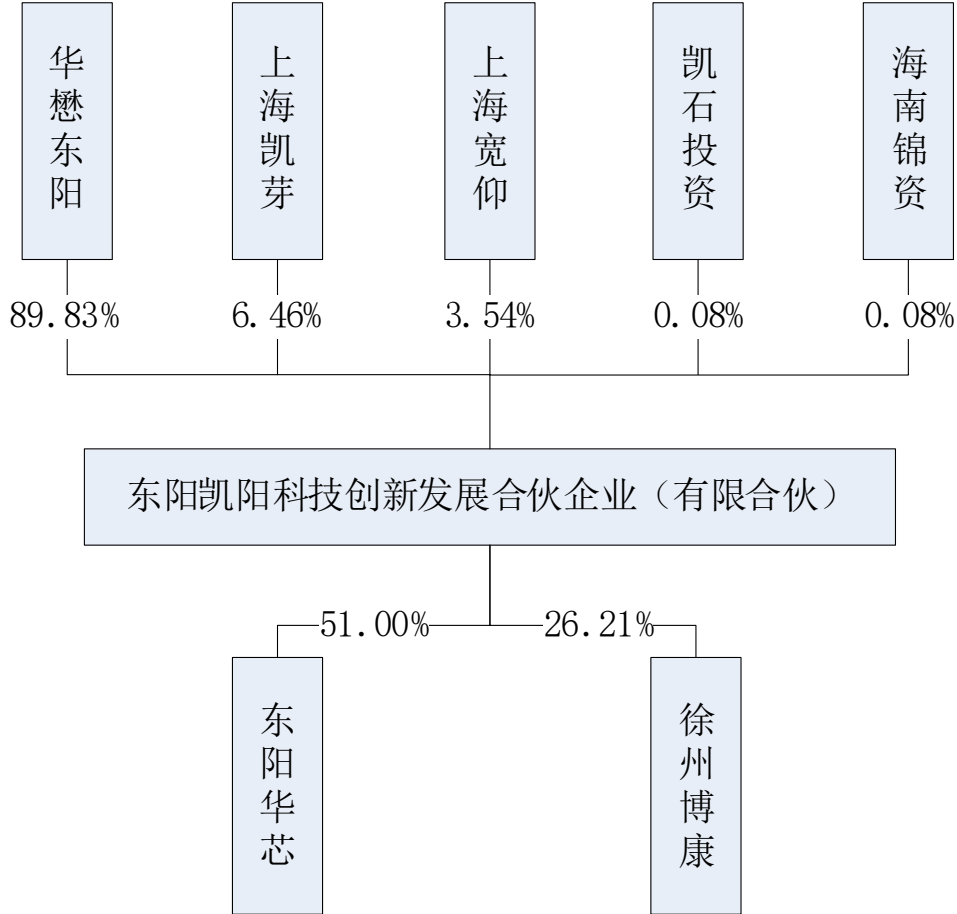 华懋东阳
上海凯芽
上海宽仰
凯石投资
海南锦资
89.83%
6.46%
3.54%
0.08%
0.08%
东阳凯阳科技创新发展合伙企业（有限合伙）
51.00%
26.21%
东阳华芯
徐州博康